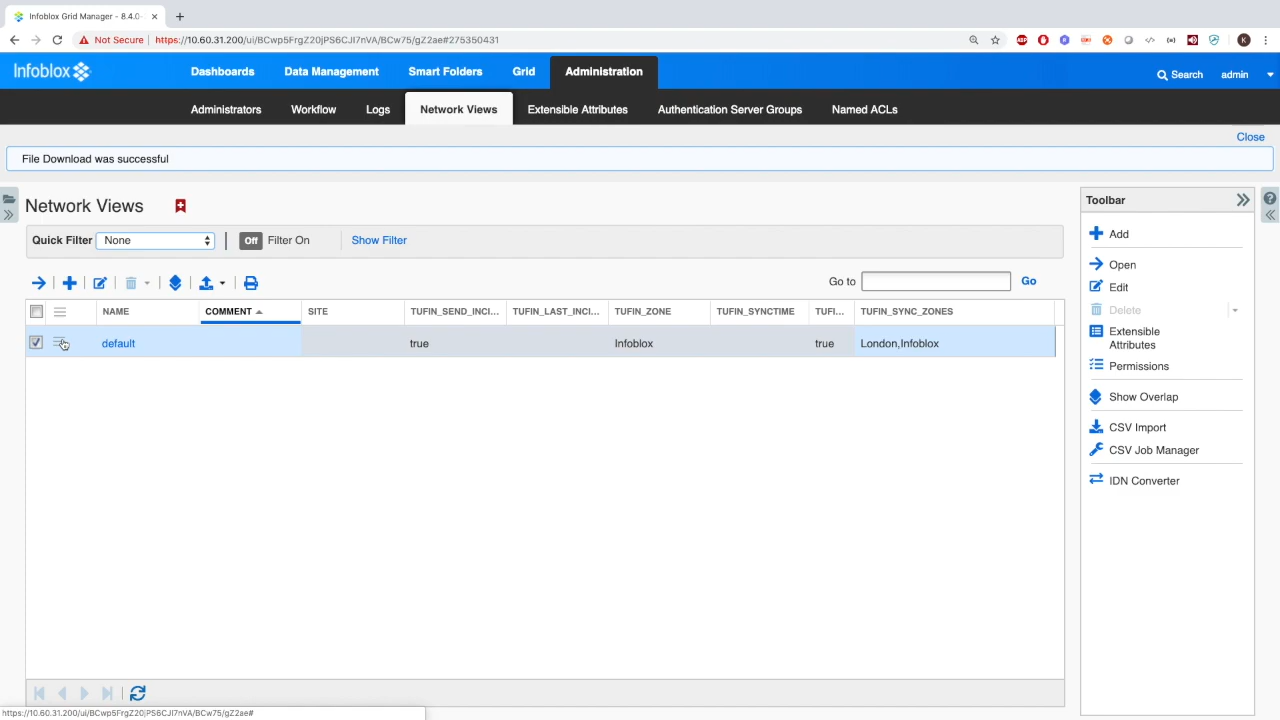 Infoblox Grid Manager - 8.4.0-
Not Secure
https://10.60.31.200/ui/BCwp5FrgZ20jPS6CJI7nVA/BCw75/gZ2ae#275350431
ABP
K
Infoblox
Dashboards
Data Management
Smart Folders
Grid
Administration
Search
admin
Administrators
Workflow
Logs
Network Views
Extensible Attributes
Authentication Server Groups
Named ACLs
Close
File Download was successful
Network Views
Quick Filter
None
Off
Filter On
Show Filter
Go to
Go
NAME
COMMENT
SITE
TUFIN_SEND_INCI...
TUFIN_LAST_INCI...
TUFIN_ZONE
TUFIN_SYNCTIME
TUFI...
TUFIN_SYNC_ZONES
default
true
Infoblox
true
London,Infoblox
Toolbar
Add
Open
Edit
Delete
Extensible
Attributes
Permissions
Show Overlap
CSV Import
CSV Job Manager
IDN Converter
https://10.60.31.200/ui/BCwp5FrgZ20jPS6CJI7nVA/BCw75/gZ2ae#